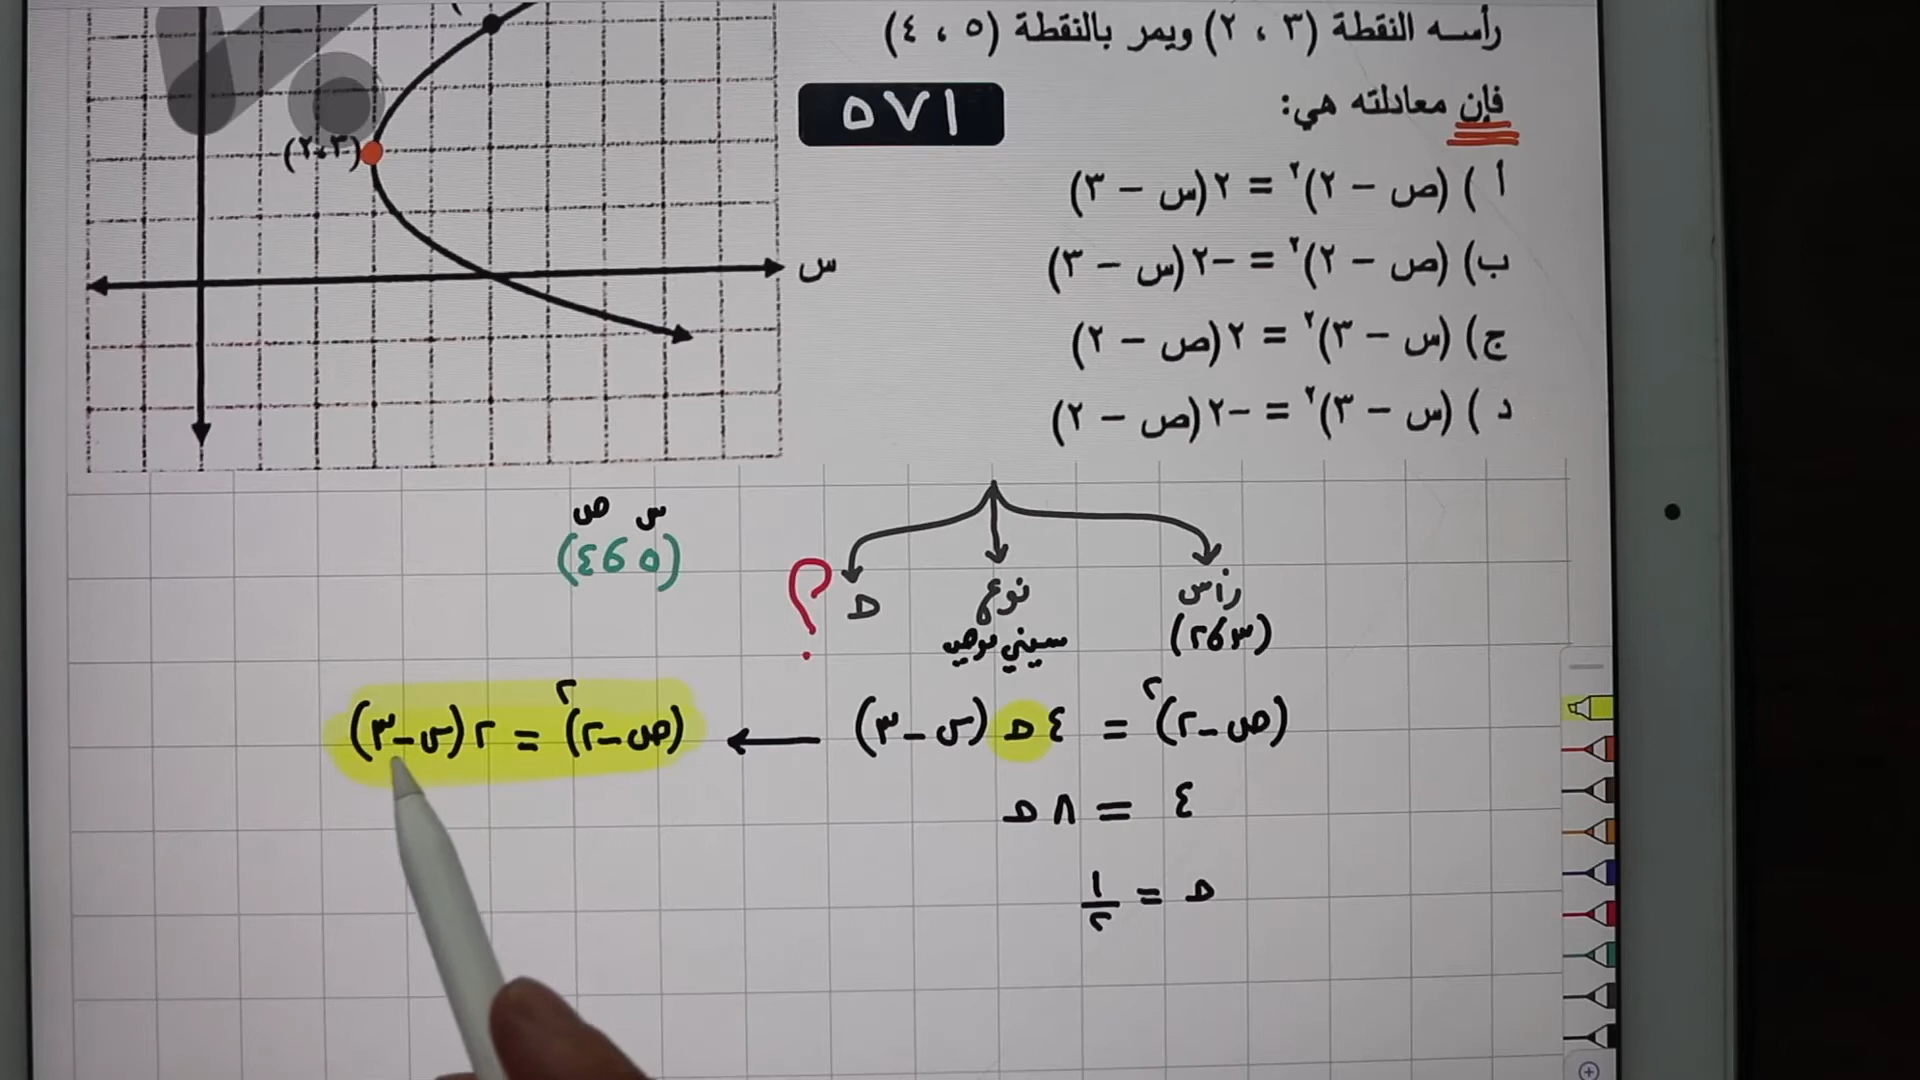 رأسه النقطة (٣ ، ٢) ويمر بالنقطة (٥ ، ٤)
فإن معادلته هي:
٥٧١
أ ) (ص – ٢)٢ = ٢(س – ٣)
ب) (ص – ٢)٢ = –٢(س – ٣)
ج) (س – ٣)٢ = ٢(ص – ٢)
د ) (س – ٣)٢ = –٢(ص – ٢)
(٣،٢)
س
س ص
(٥ ، ٤)
رأس نوع ح ؟
(٣ ، ٢) سيني موجب
(ص – ٢)٢ = ٤ ح (س – ٣) ← (ص – ٢)٢ = ٢(س – ٣)
٤ = ٨ ح
ح = ١/٢